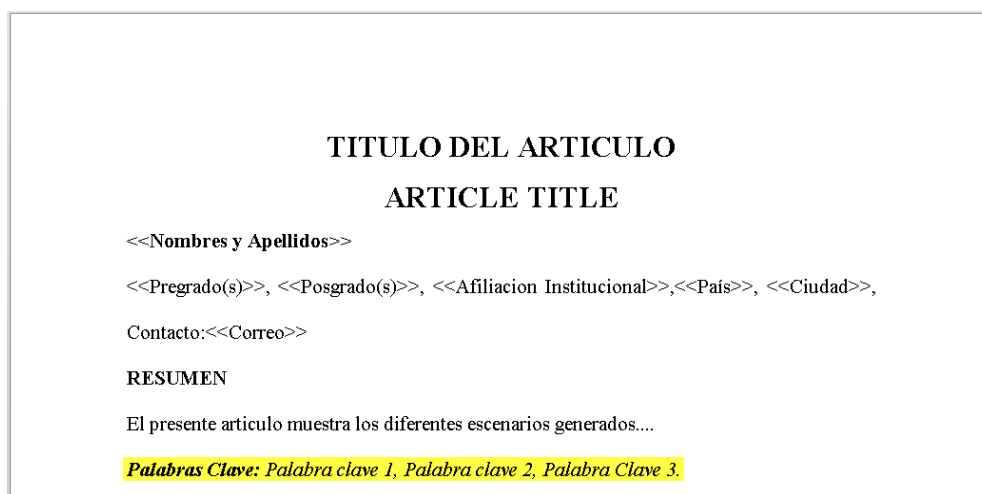 TITULO DEL ARTICULO
ARTICLE TITLE
<<Nombres y Apellidos>>
<<Pregrado(s)>>, <<Posgrado(s)>>, <<Afiliacion Institucional>>,<<País>>, <<Ciudad>>,
Contacto:<<Correo>>
RESUMEN
El presente articulo muestra los diferentes escenarios generados....
Palabras Clave: Palabra clave 1, Palabra clave 2, Palabra Clave 3.